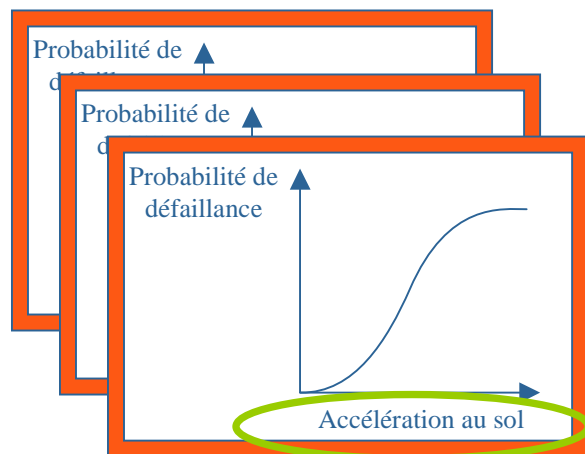 Probabilité de
Probabilité de
Probabilité de
défaillance
Accélération au sol